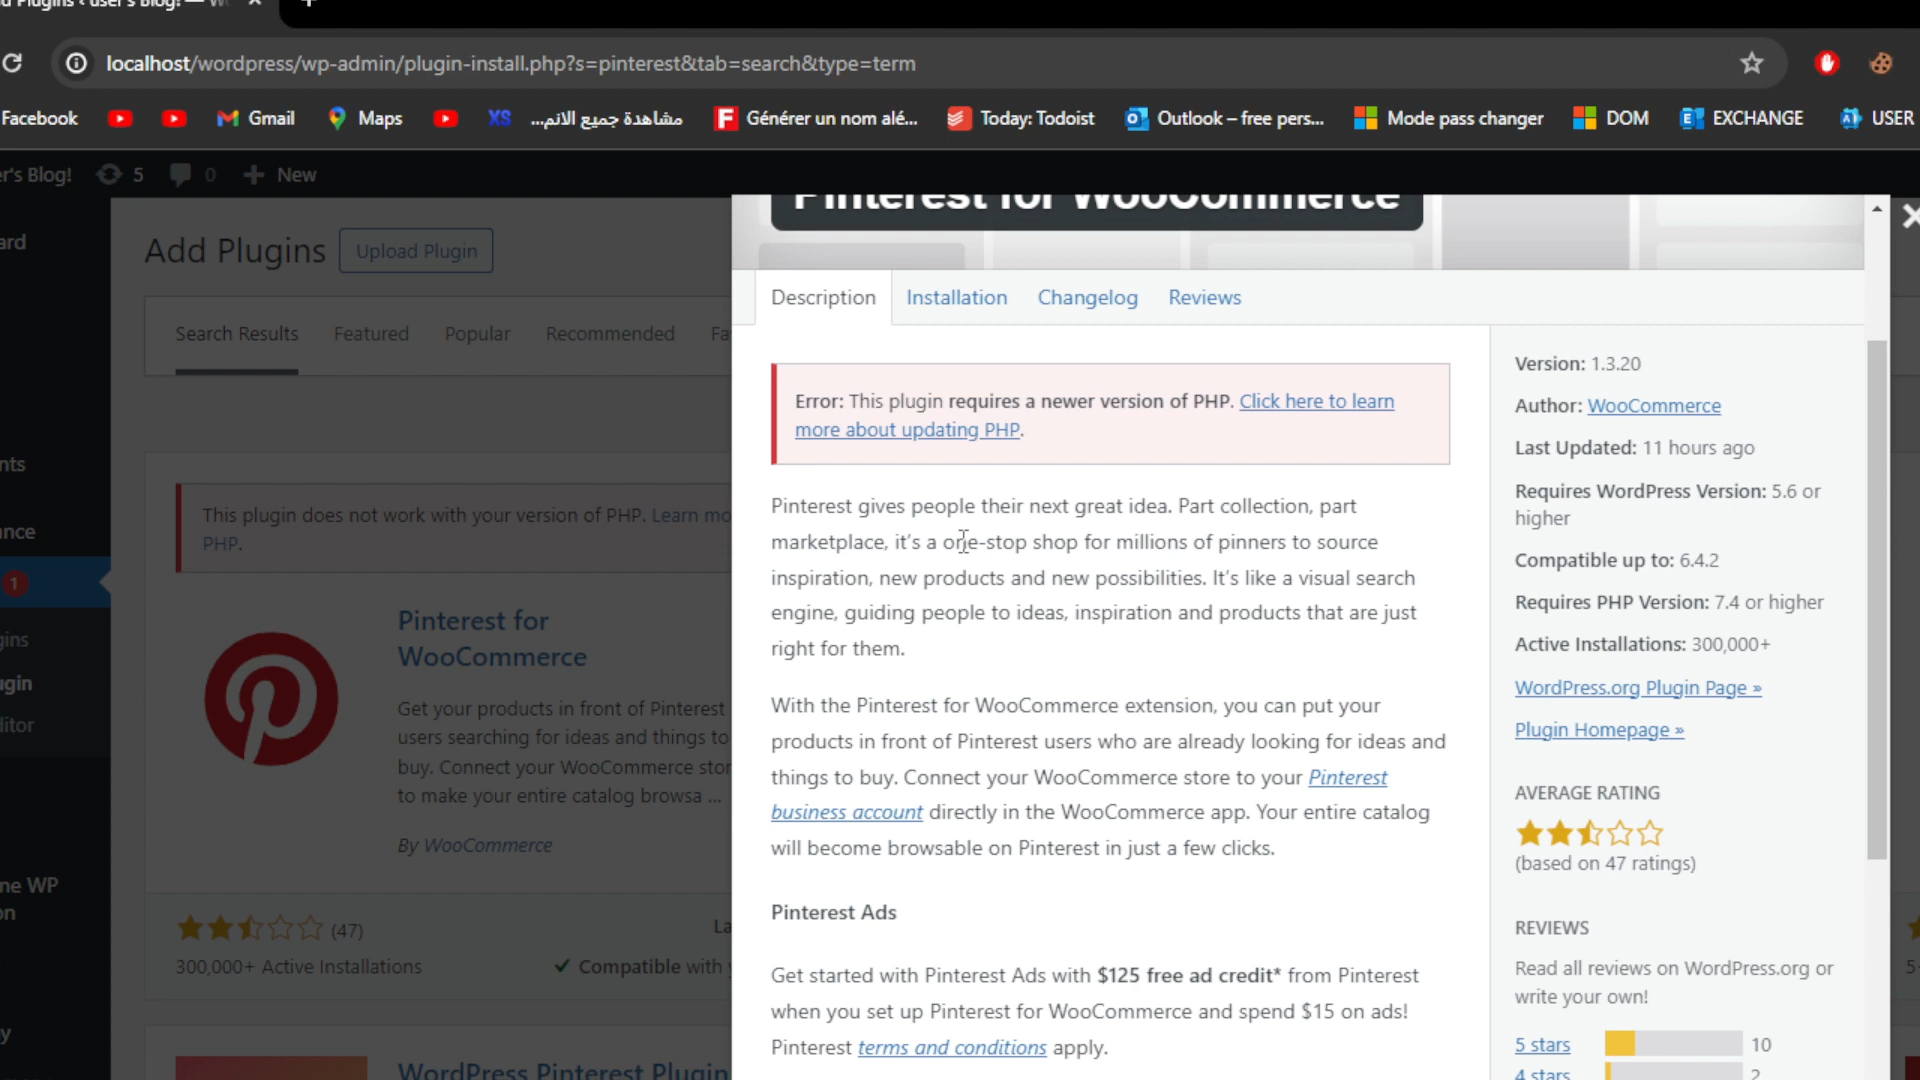 localhost/wordpress/wp-admin/plugin-install.php?s=pinterest&tab=search&type=term
Facebook Gmail Maps XS مشاهدة جميع الانم... Générer un nom alé... Today: Todoist Outlook – free pers... Mode pass changer DOM EXCHANGE USER
er's Blog! 5 0 New
Add Plugins Upload Plugin
Search Results Featured Popular Recommended Fa
This plugin does not work with your version of PHP. Learn mo
PHP.
Pinterest for
WooCommerce
Get your products in front of Pinterest
users searching for ideas and things to
buy. Connect your WooCommerce stor
to make your entire catalog browsa ...
By WooCommerce
(47)
300,000+ Active Installations
Compatible with
WordPress Pinterest Plugin
Pinterest for WooCommerce
Description Installation Changelog Reviews
Error: This plugin requires a newer version of PHP. Click here to learn
more about updating PHP.
Pinterest gives people their next great idea. Part collection, part
marketplace, it's a one-stop shop for millions of pinners to source
inspiration, new products and new possibilities. It's like a visual search
engine, guiding people to ideas, inspiration and products that are just
right for them.
With the Pinterest for WooCommerce extension, you can put your
products in front of Pinterest users who are already looking for ideas and
things to buy. Connect your WooCommerce store to your Pinterest
business account directly in the WooCommerce app. Your entire catalog
will become browsable on Pinterest in just a few clicks.
Pinterest Ads
Get started with Pinterest Ads with $125 free ad credit* from Pinterest
when you set up Pinterest for WooCommerce and spend $15 on ads!
Pinterest terms and conditions apply.
Version: 1.3.20
Author: WooCommerce
Last Updated: 11 hours ago
Requires WordPress Version: 5.6 or
higher
Compatible up to: 6.4.2
Requires PHP Version: 7.4 or higher
Active Installations: 300,000+
WordPress.org Plugin Page »
Plugin Homepage »
AVERAGE RATING
(based on 47 ratings)
REVIEWS
Read all reviews on WordPress.org or
write your own!
5 stars 10
4 stars 2